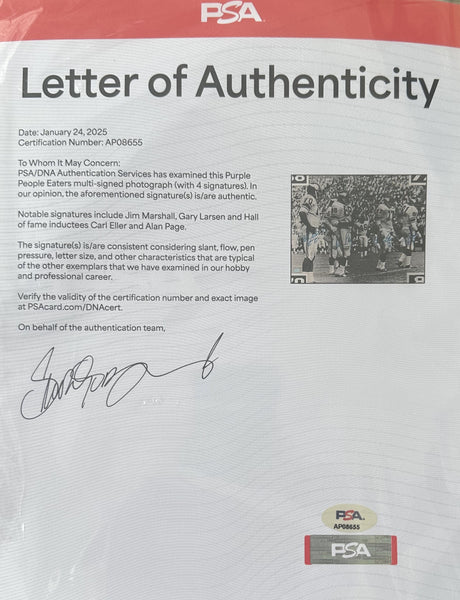 PSA
Letter of Authenticity
Date: January 24, 2025
Certification Number: AP08655
To Whom It May Concern:
PSA/DNA Authentication Services has examined this Purple
People Eaters multi-signed photograph (with 4 signatures). In
our opinion, the aforementioned signature(s) is/are authentic.
Notable signatures include Jim Marshall, Gary Larsen and Hall
of fame inductees Carl Eller and Alan Page.
The signature(s) is/are consistent considering slant, flow, pen
pressure, letter size, and other characteristics that are typical
of the other exemplars that we have examined in our hobby
and professional career.
Verify the validity of the certification number and exact image
at PSAcard.com/DNAcert.
On behalf of the authentication team,
PSA
AP08655
PSA